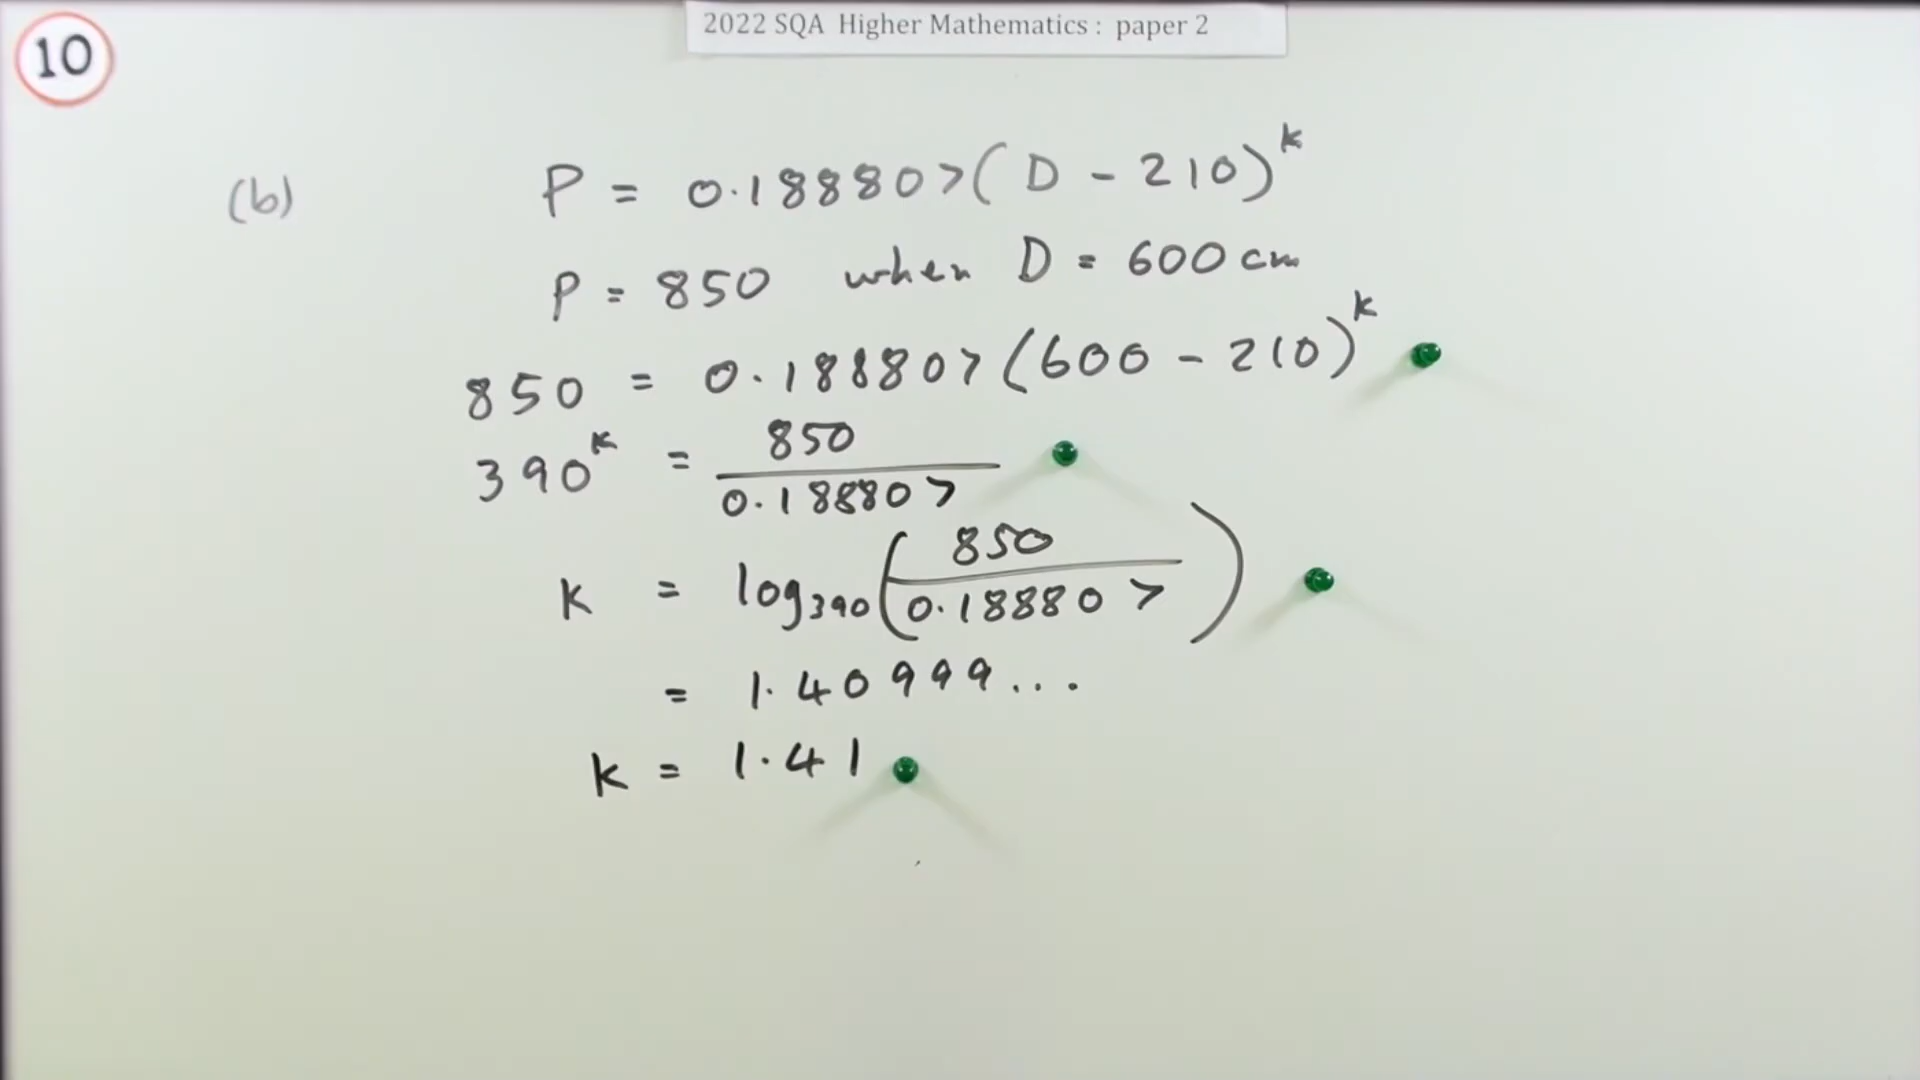 2022 SQA Higher Mathematics : paper 2
10
(b) P = 0.188807(D - 210)^k
P = 850 when D = 600 cm
850 = 0.188807(600 - 210)^k
390^k = 850/0.188807
k = log₃₉₀(850/0.188807)
= 1.40999...
k = 1.41